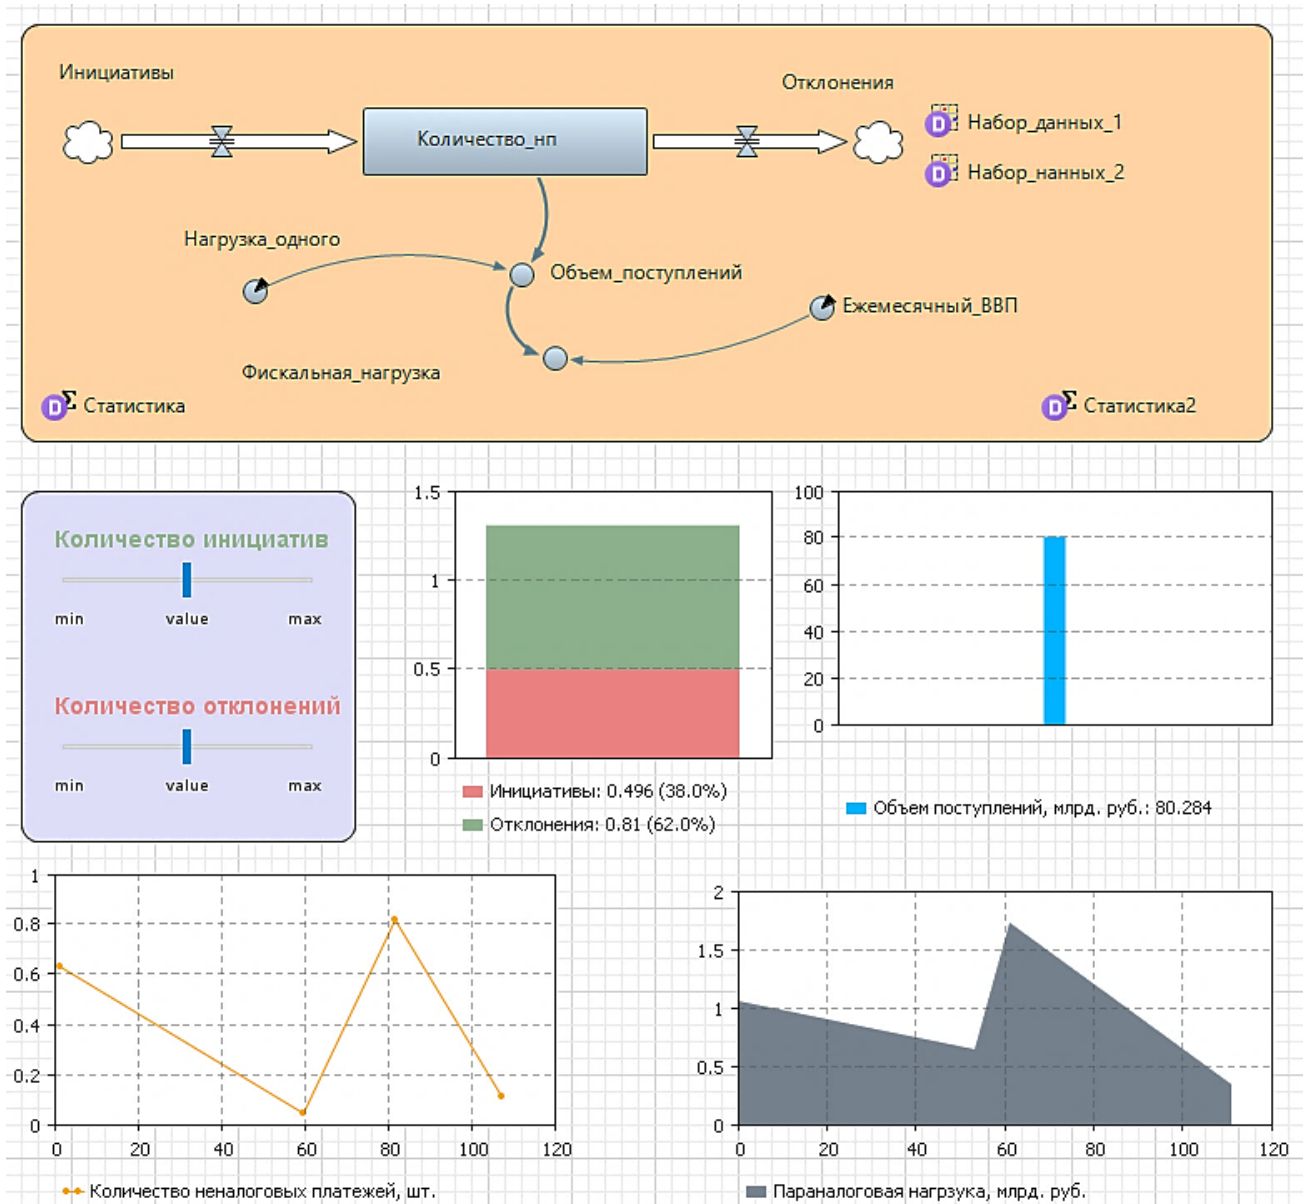 Инициативы
Отклонения
Количество_нп
Набор_данных_1
Набор_нанных_2
Нагрузка_одного
Объем_поступлений
Ежемесячный_ВВП
Фискальная_нагрузка
D Σ Статистика
D Σ Статистика2
Количество инициатив
min value max
Количество отклонений
min value max
1.5
1
0.5
0
Инициативы: 0.496 (38.0%)
Отклонения: 0.81 (62.0%)
100
80
60
40
20
0
Объем поступлений, млрд. руб.: 80.284
1
0.8
0.6
0.4
0.2
0
0 20 40 60 80 100 120
Количество неналоговых платежей, шт.
2
1.5
1
0.5
0
0 20 40 60 80 100 120
Параналоговая нагрзука, млрд. руб.